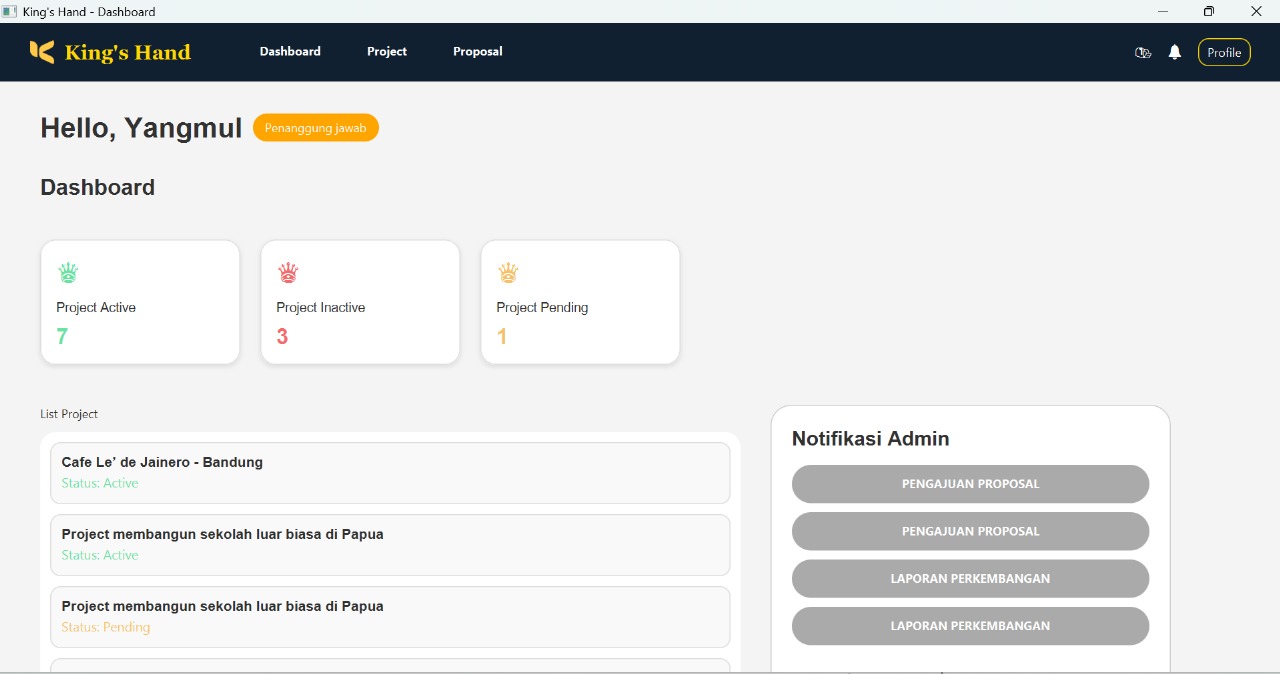 King's Hand - Dashboard
King's Hand
Dashboard
Project
Proposal
Profile
Hello, Yangmul
Penanggung jawab
Dashboard
Project Active
7
Project Inactive
3
Project Pending
1
List Project
Cafe Le’ de Jainero - Bandung
Status: Active
Project membangun sekolah luar biasa di Papua
Status: Active
Project membangun sekolah luar biasa di Papua
Status: Pending
Notifikasi Admin
PENGAJUAN PROPOSAL
PENGAJUAN PROPOSAL
LAPORAN PERKEMBANGAN
LAPORAN PERKEMBANGAN